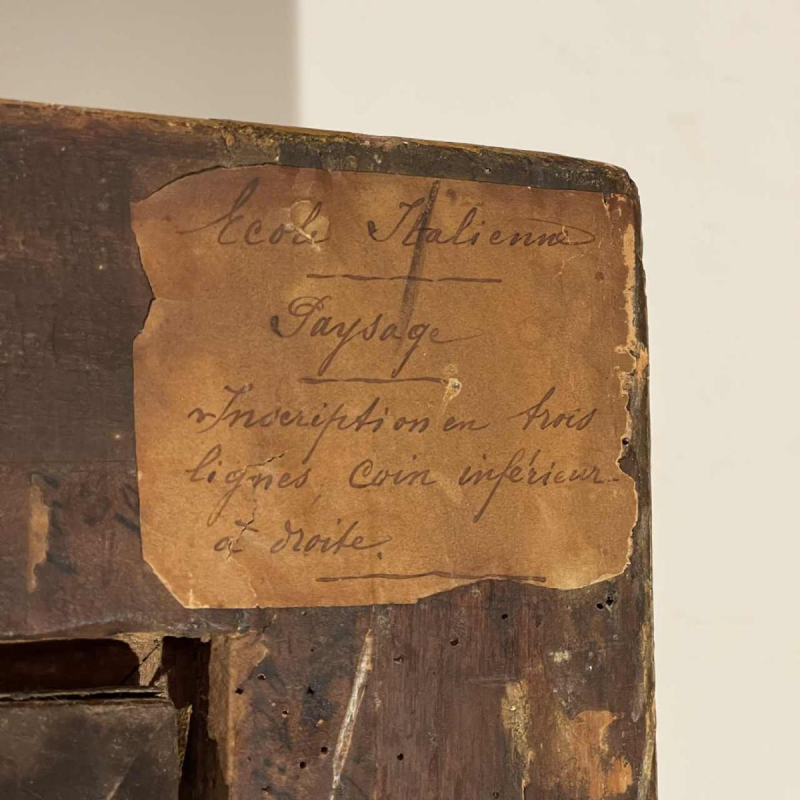 Ecole Italienne
Paysage
Inscription en trois
lignes, coin inférieur
à droite.